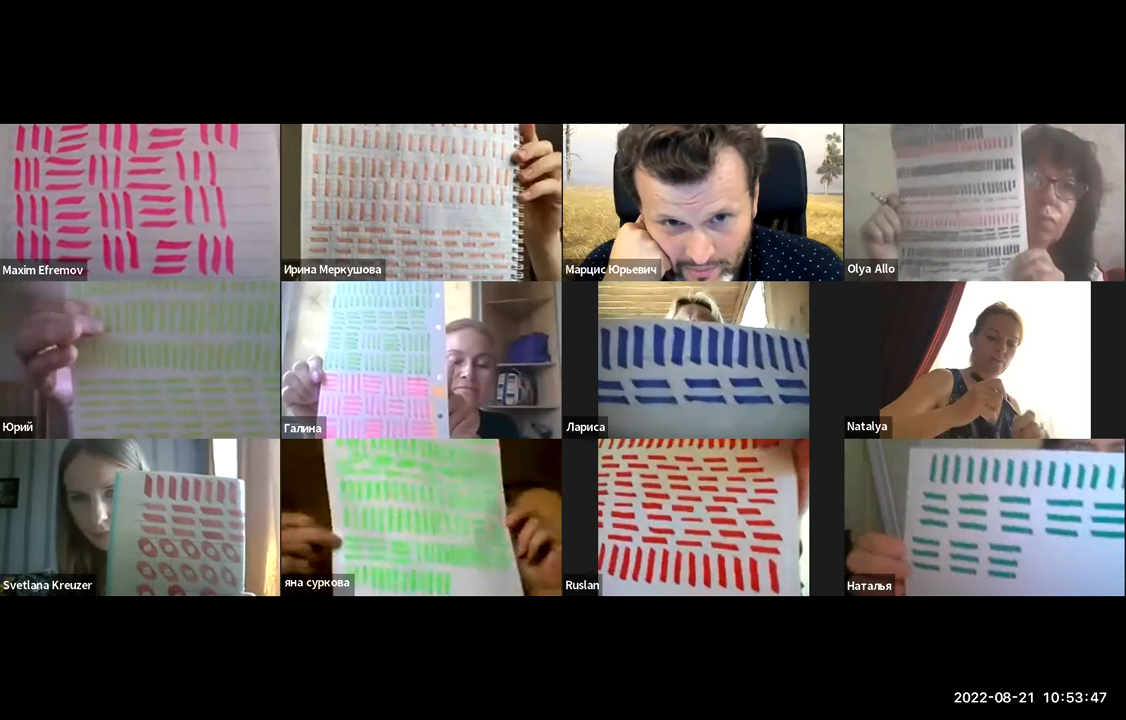 Maxim Efremov
Ирина Меркушова
Марцис Юрьевич
Olya Allo
Юрий
Галина
Лариса
Natalya
Svetlana Kreuzer
яна суркова
Ruslan
Наталья
2022-08-21 10:53:47